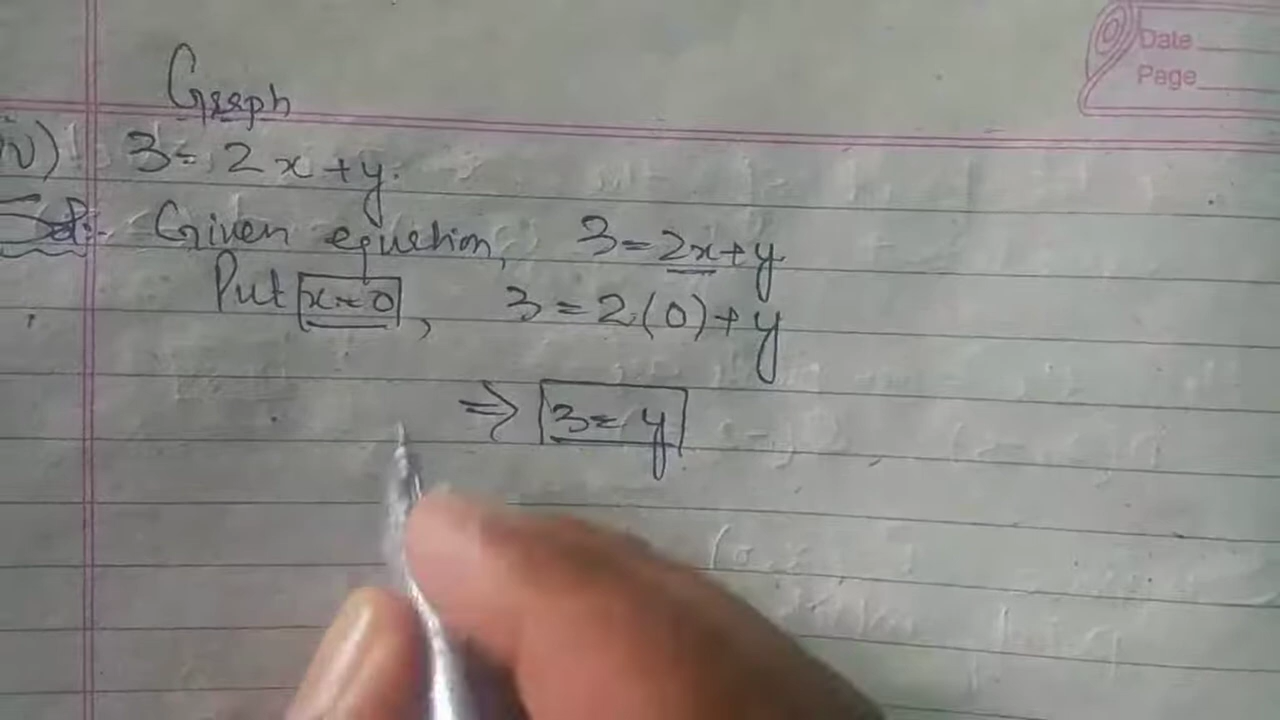 Date
Page
Graph
iv) 3 = 2x + y.
Sol:- Given equation, 3 = 2x + y.
Put x = 0, 3 = 2(0) + y
⇒ 3 = y